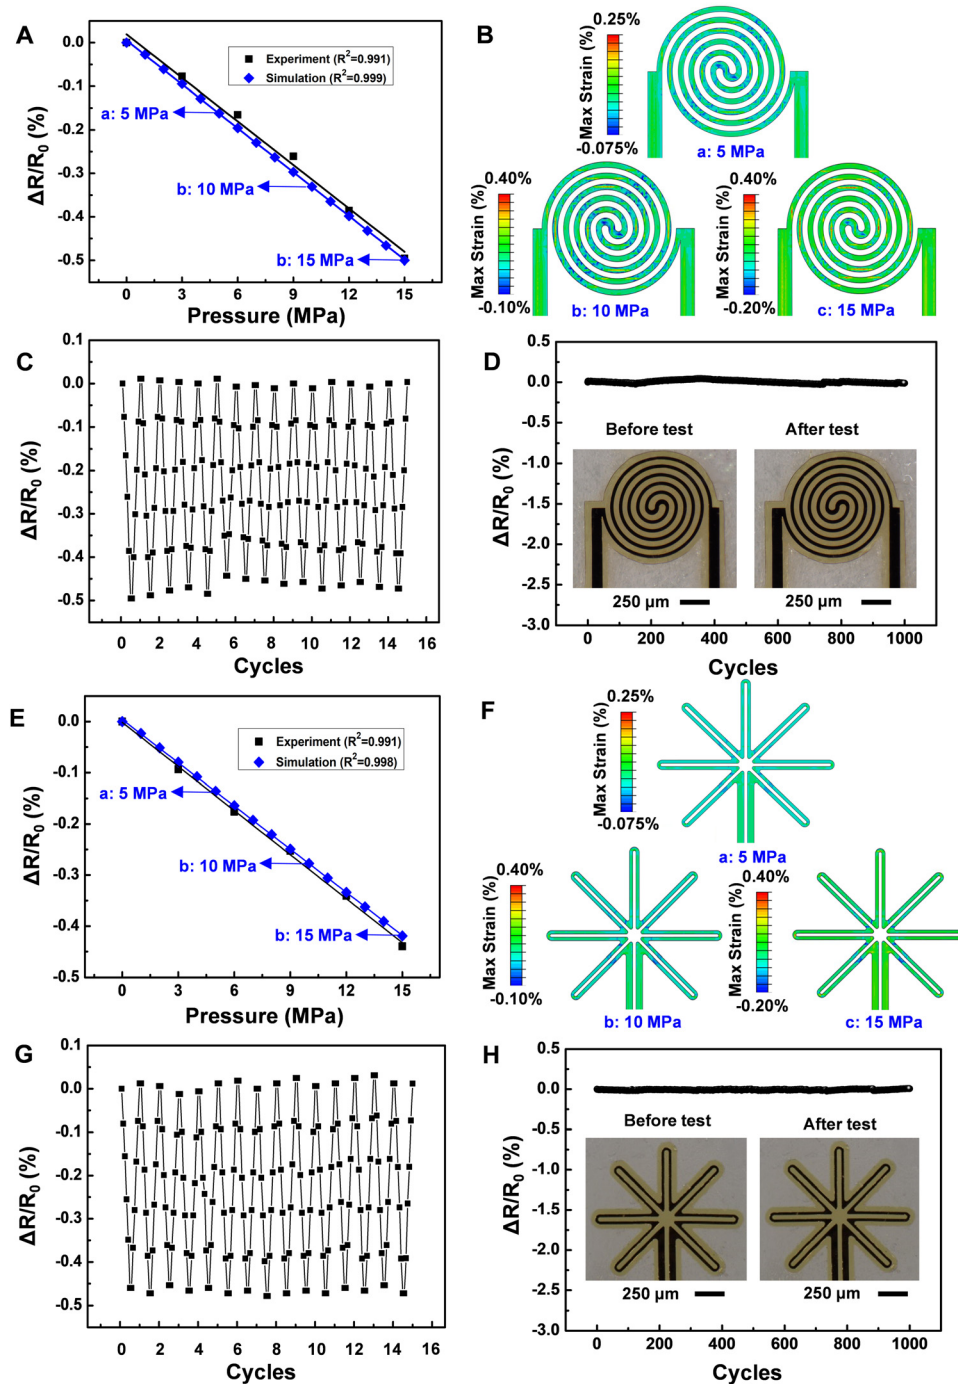 A
0.0
-0.1
-0.2
-0.3
-0.4
-0.5
ΔR/R0 (%)
Experiment (R2=0.991)
Simulation (R2=0.999)
a: 5 MPa
b: 10 MPa
b: 15 MPa
0 3 6 9 12 15
Pressure (MPa)
B
0.25%
Max Strain (%)
-0.075%
a: 5 MPa
0.40%
Max Strain (%)
-0.10%
b: 10 MPa
0.40%
Max Strain (%)
-0.20%
c: 15 MPa
C
0.1
0.0
-0.1
-0.2
-0.3
-0.4
-0.5
ΔR/R0 (%)
0 2 4 6 8 10 12 14 16
Cycles
D
0.5
0.0
-0.5
-1.0
-1.5
-2.0
-2.5
-3.0
ΔR/R0 (%)
Before test After test
250 μm 250 μm
0 200 400 600 800 1000
Cycles
E
0.0
-0.1
-0.2
-0.3
-0.4
-0.5
ΔR/R0 (%)
Experiment (R2=0.991)
Simulation (R2=0.998)
a: 5 MPa
b: 10 MPa
b: 15 MPa
0 3 6 9 12 15
Pressure (MPa)
F
0.25%
Max Strain (%)
-0.075%
a: 5 MPa
0.40%
Max Strain (%)
-0.10%
b: 10 MPa
0.40%
Max Strain (%)
-0.20%
c: 15 MPa
G
0.1
0.0
-0.1
-0.2
-0.3
-0.4
-0.5
ΔR/R0 (%)
0 2 4 6 8 10 12 14 16
Cycles
H
0.5
0.0
-0.5
-1.0
-1.5
-2.0
-2.5
-3.0
ΔR/R0 (%)
Before test After test
250 μm 250 μm
0 200 400 600 800 1000
Cycles